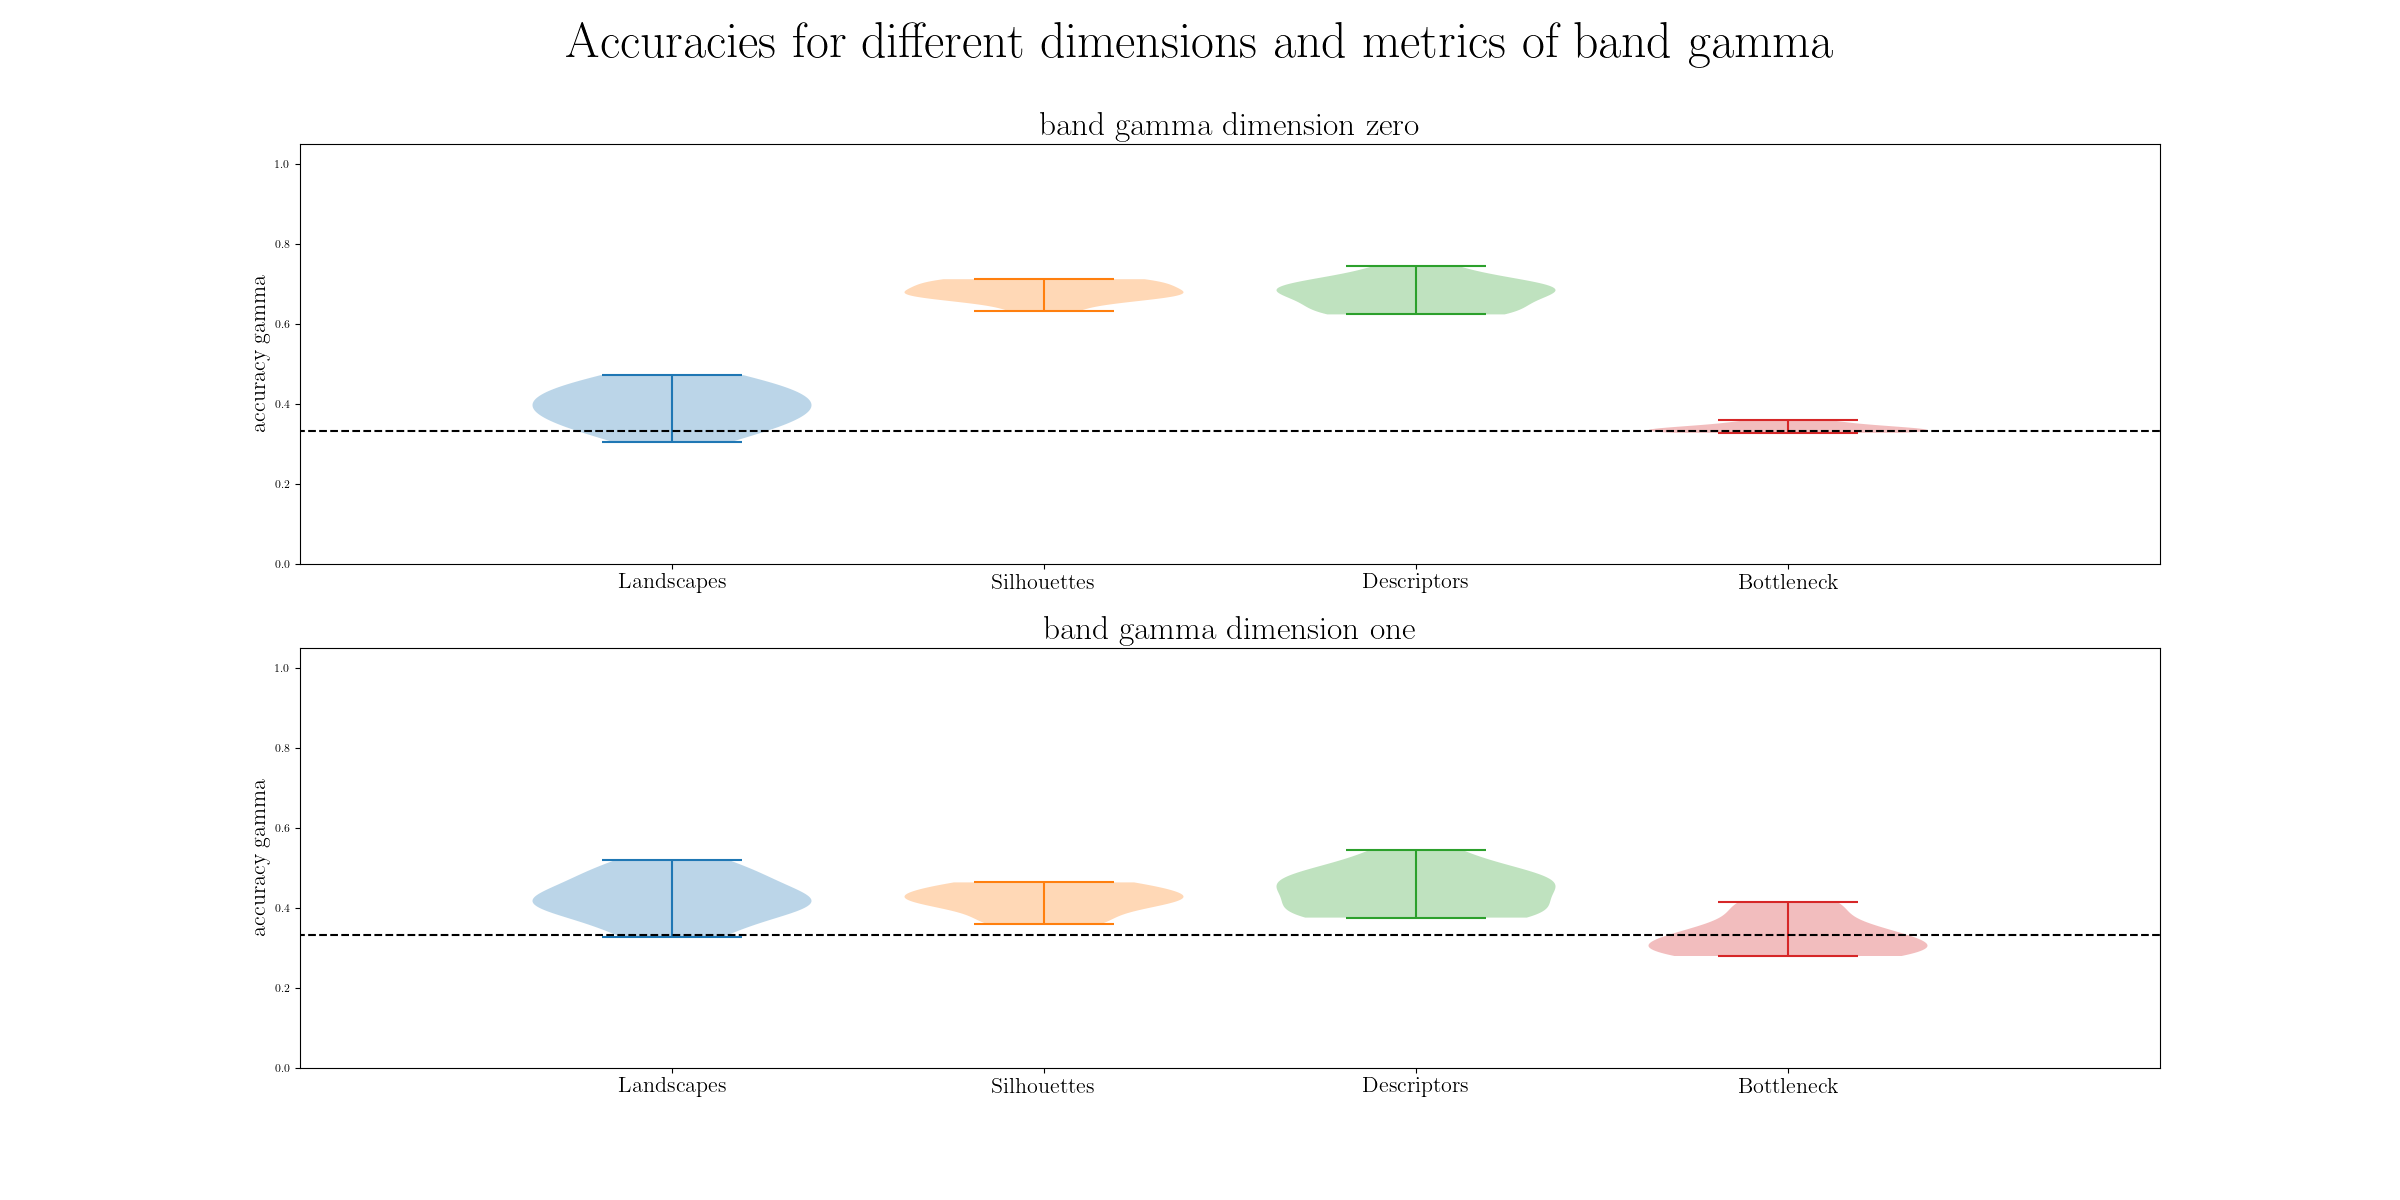 Accuracies for different dimensions and metrics of band gamma
band gamma dimension zero
accuracy gamma
1.0
0.8
0.6
0.4
0.2
0.0
Landscapes Silhouettes Descriptors Bottleneck
band gamma dimension one
accuracy gamma
1.0
0.8
0.6
0.4
0.2
0.0
Landscapes Silhouettes Descriptors Bottleneck